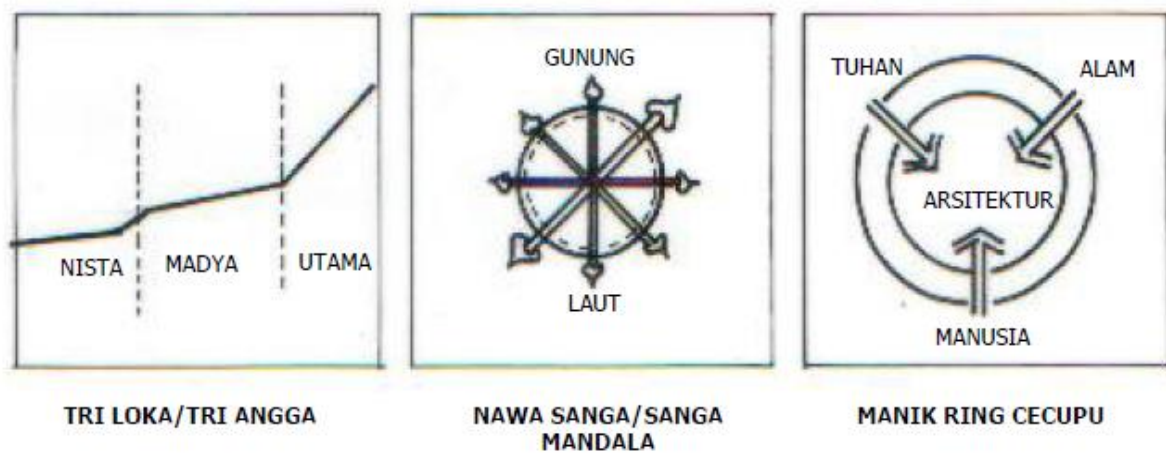 NISTA
MADYA
UTAMA
TRI LOKA/TRI ANGGA
GUNUNG
LAUT
NAWA SANGA/SANGA
MANDALA
TUHAN
ALAM
ARSITEKTUR
MANUSIA
MANIK RING CECUPU